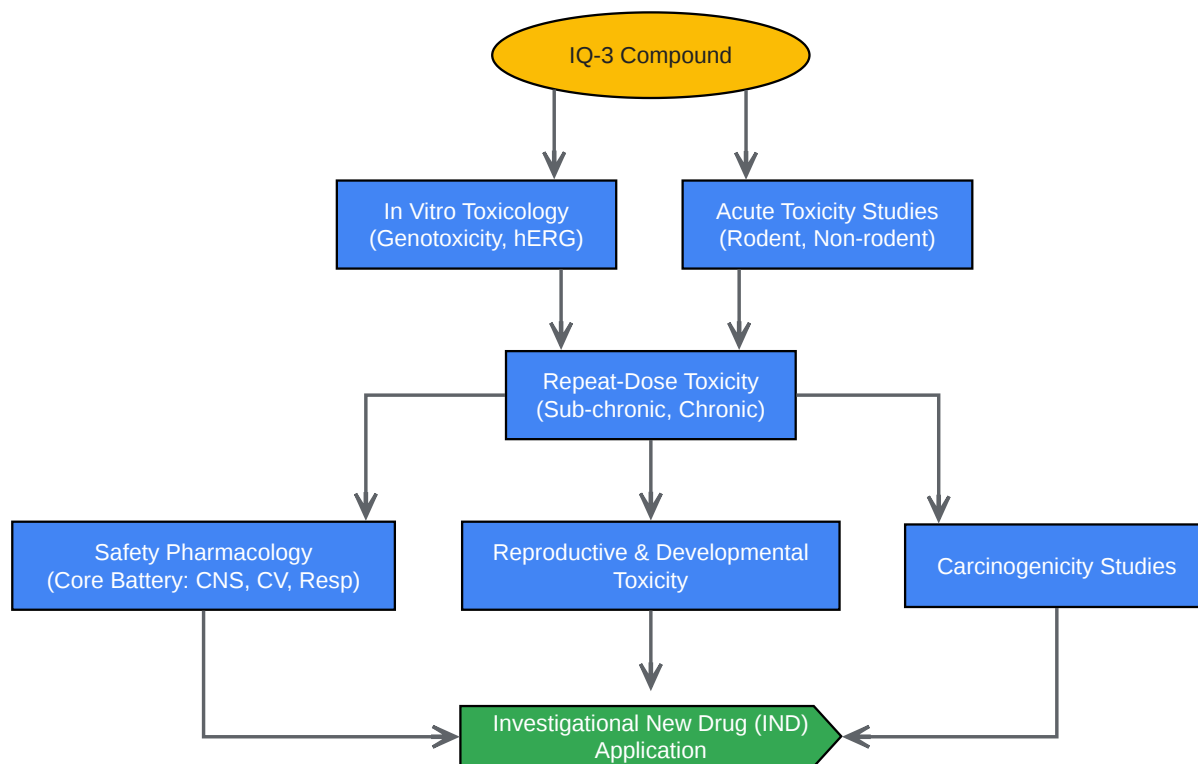 IQ-3 Compound
In Vitro Toxicology
(Genotoxicity, hERG)
Acute Toxicity Studies
(Rodent, Non-rodent)
Repeat-Dose Toxicity
(Sub-chronic, Chronic)
Safety Pharmacology
(Core Battery: CNS, CV, Resp)
Reproductive & Developmental
Toxicity
Carcinogenicity Studies
Investigational New Drug (IND)
Application